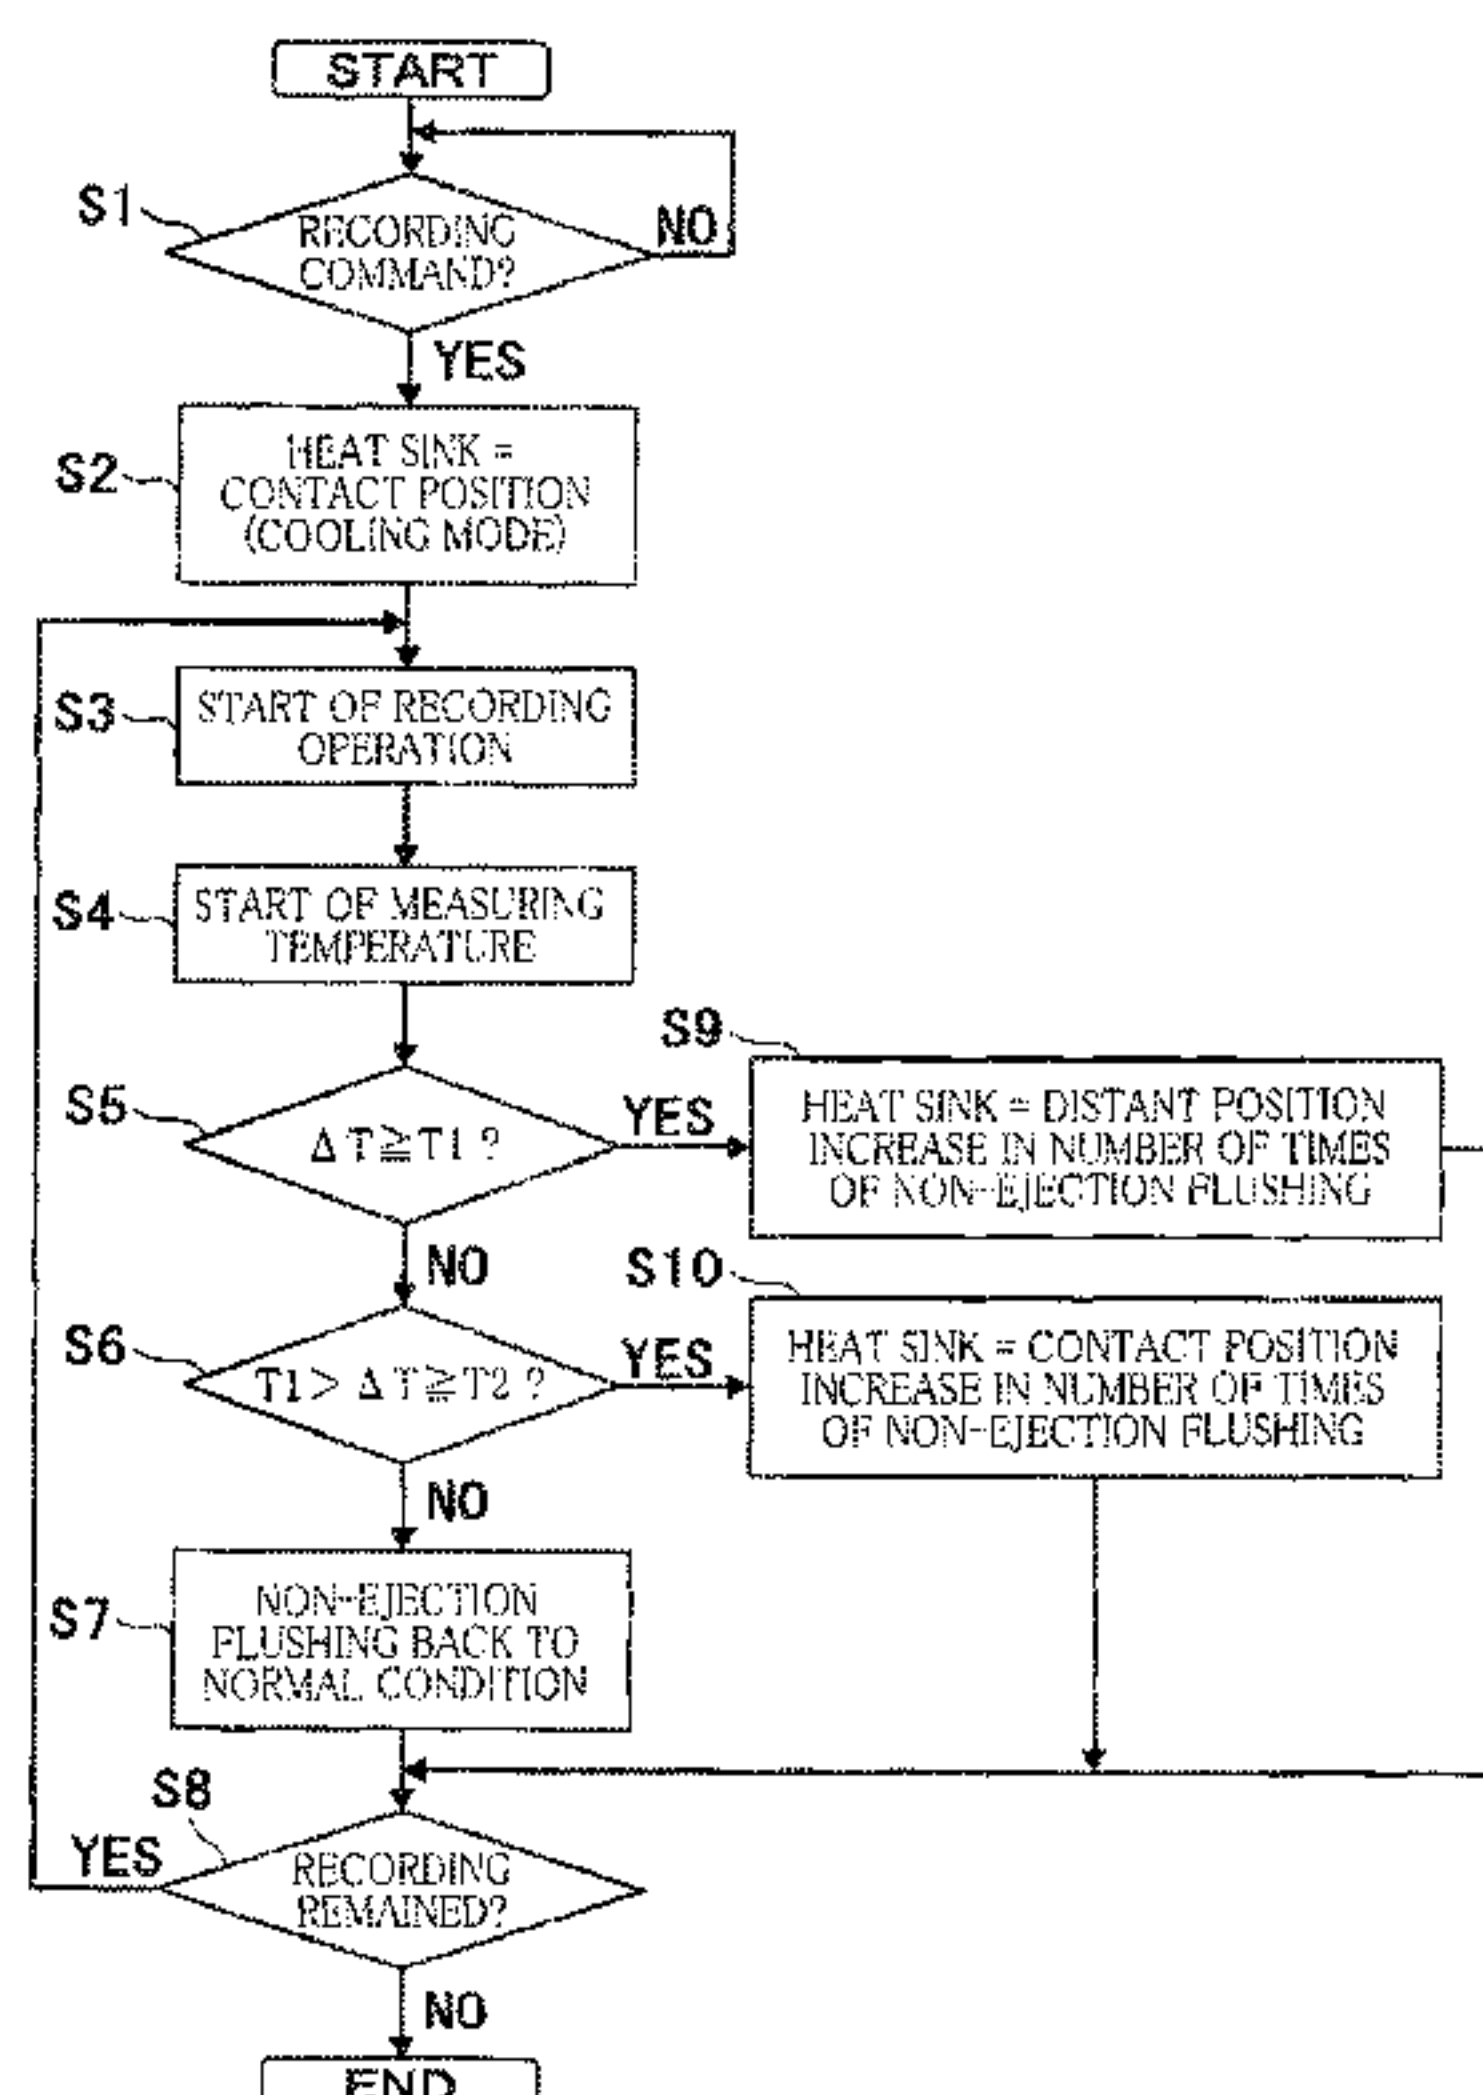 START
S1
RECORDING
COMMAND?
NO
YES
S2
HEAT SINK =
CONTACT POSITION
(COOLING MODE)
S3
START OF RECORDING
OPERATION
S4
START OF MEASURING
TEMPERATURE
S5
Δ T ≧ T1 ?
YES
NO
S9
HEAT SINK = DISTANT POSITION
INCREASE IN NUMBER OF TIMES
OF NON-EJECTION FLUSHING
S6
T1 > Δ T ≧ T2 ?
YES
NO
S10
HEAT SINK = CONTACT POSITION
INCREASE IN NUMBER OF TIMES
OF NON-EJECTION FLUSHING
S7
NON-EJECTION
FLUSHING BACK TO
NORMAL CONDITION
S8
YES
RECORDING
REMAINED?
NO
END